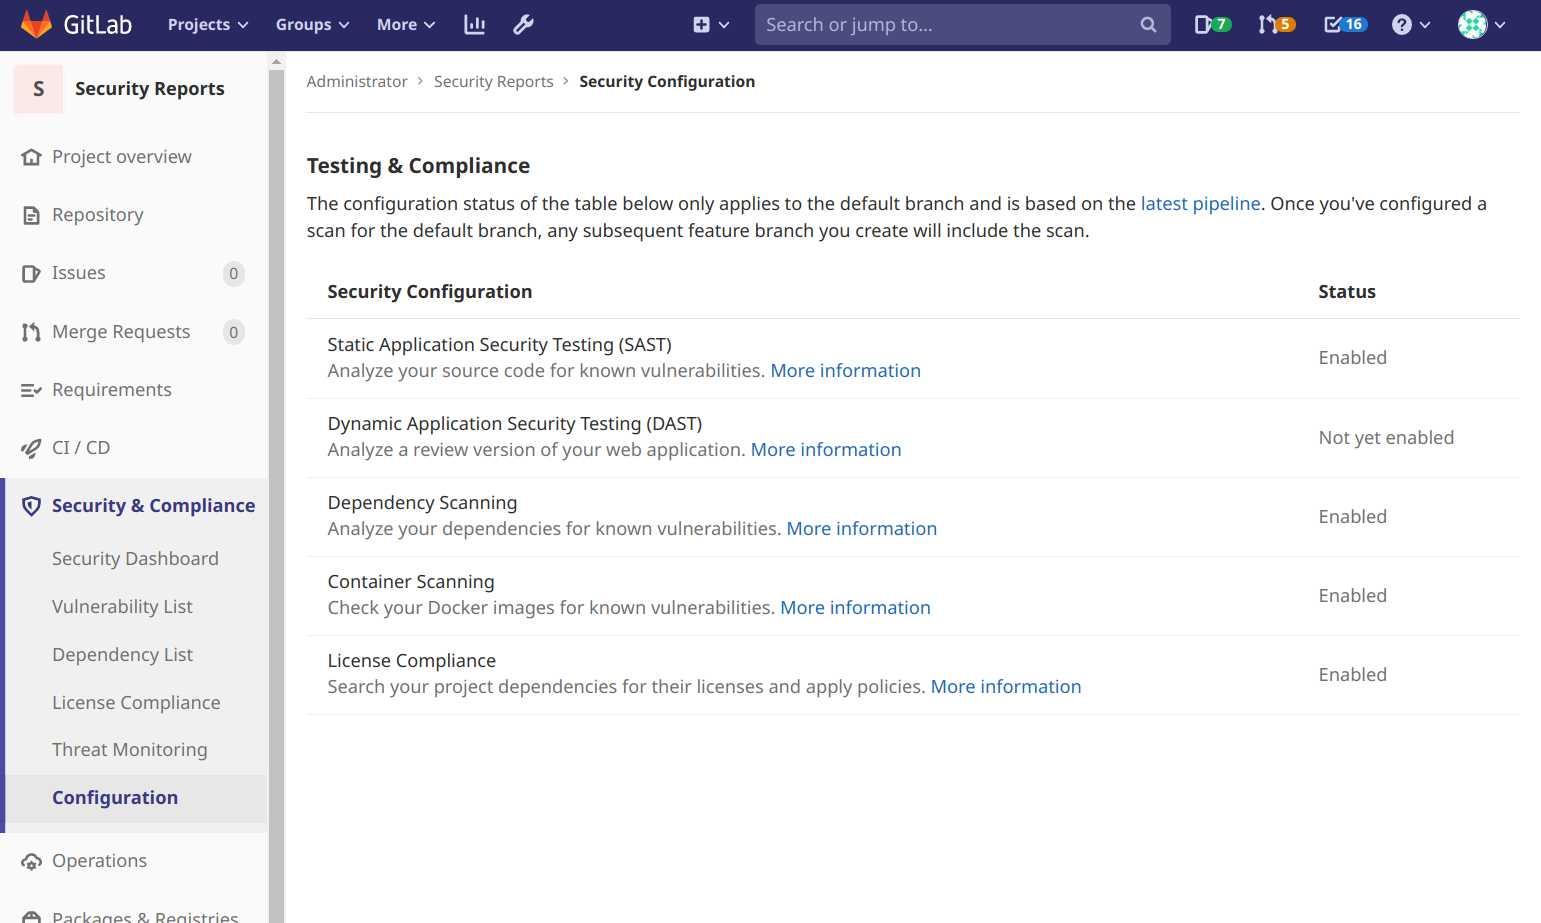 GitLab Projects Groups More Search or jump to... 7 5 16
S Security Reports
Project overview
Repository
Issues 0
Merge Requests 0
Requirements
CI / CD
Security & Compliance
Security Dashboard
Vulnerability List
Dependency List
License Compliance
Threat Monitoring
Configuration
Operations
Packages & Registries
Administrator › Security Reports › Security Configuration
Testing & Compliance
The configuration status of the table below only applies to the default branch and is based on the latest pipeline. Once you've configured a
scan for the default branch, any subsequent feature branch you create will include the scan.
Security Configuration Status
Static Application Security Testing (SAST)
Analyze your source code for known vulnerabilities. More information
Enabled
Dynamic Application Security Testing (DAST)
Analyze a review version of your web application. More information
Not yet enabled
Dependency Scanning
Analyze your dependencies for known vulnerabilities. More information
Enabled
Container Scanning
Check your Docker images for known vulnerabilities. More information
Enabled
License Compliance
Search your project dependencies for their licenses and apply policies. More information
Enabled